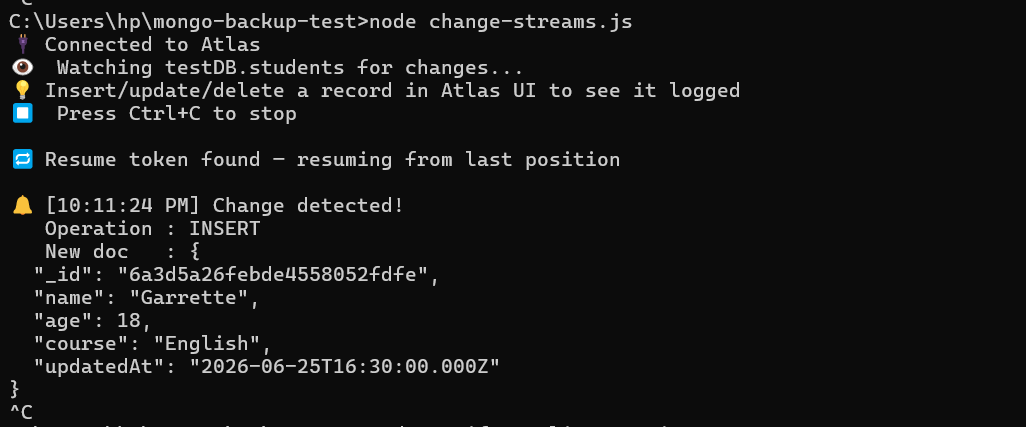 C:\Users\hp\mongo-backup-test>node change-streams.js
🔌 Connected to Atlas
👁️  Watching testDB.students for changes...
💡 Insert/update/delete a record in Atlas UI to see it logged
⏹️  Press Ctrl+C to stop
🔁 Resume token found — resuming from last position
🔔 [10:11:24 PM] Change detected!
   Operation : INSERT
   New doc   : {
  "_id": "6a3d5a26febde4558052fdfe",
  "name": "Garrette",
  "age": 18,
  "course": "English",
  "updatedAt": "2026-06-25T16:30:00.000Z"
}
^C